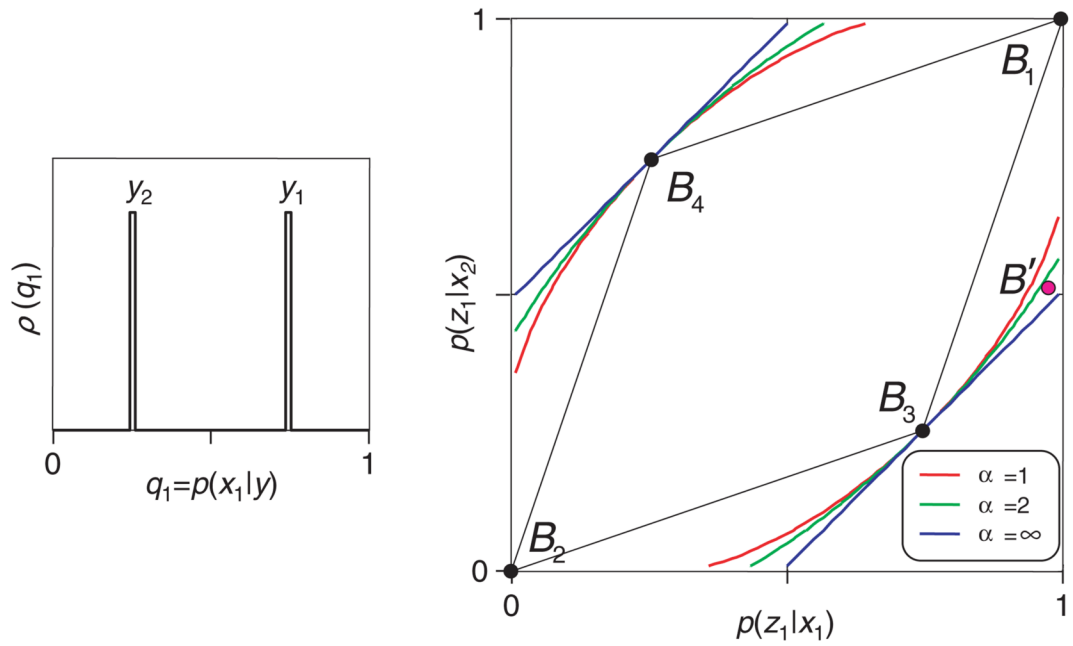 y₂
y₁
ρ (q₁)
0
1
q₁=p(x₁|y)
1
B₁
B₄
p(z₁|x₂)
B′
B₃
α =1
α =2
α =∞
B₂
0
0
1
p(z₁|x₁)